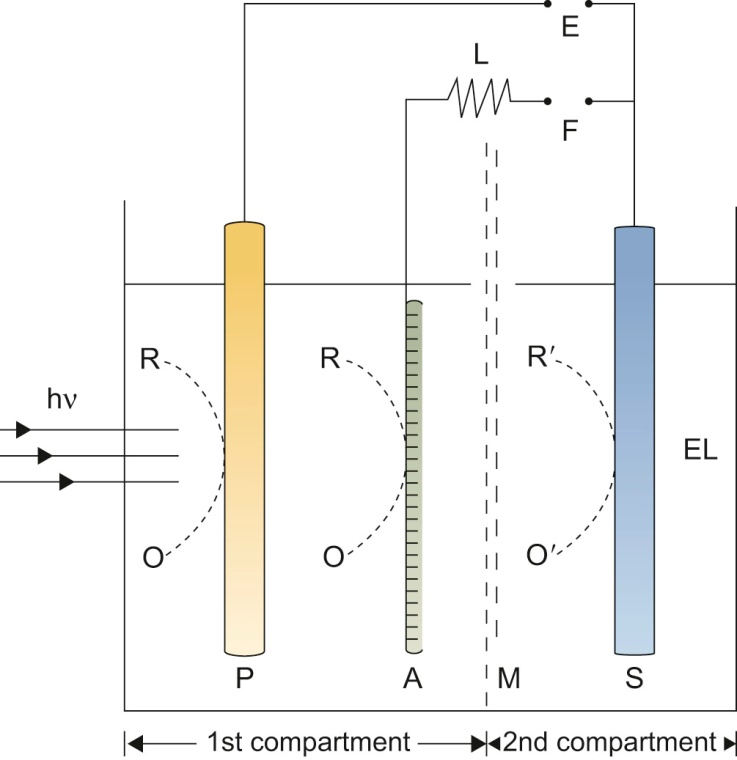 E
L
F
R
R
R′
hν
EL
O
O
O′
P
A
M
S
1st compartment
2nd compartment